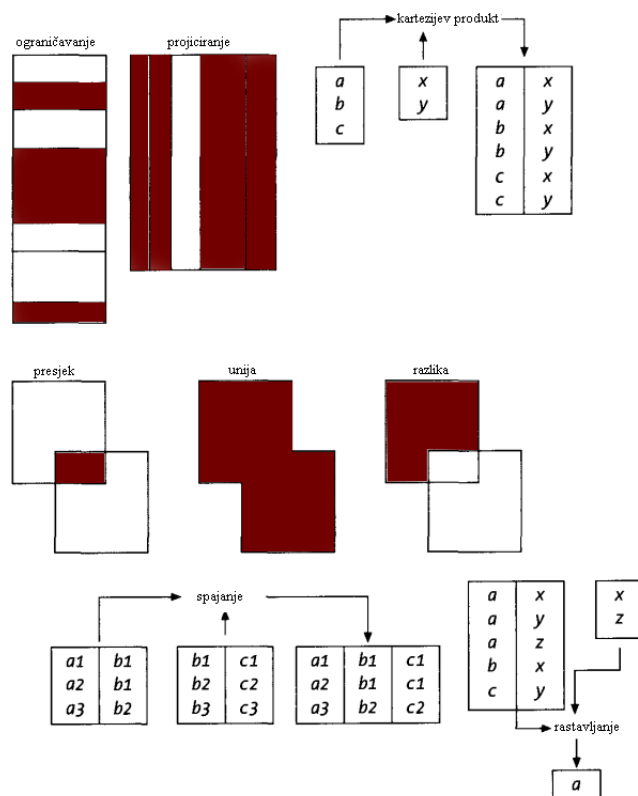 ograničavanje
projiciranje
kartezijev produkt
a
b
c
x
y
a x
a y
b x
b y
c x
c y
presjek
unija
razlika
spajanje
a1 b1
a2 b1
a3 b2
b1 c1
b2 c2
b3 c3
a1 b1 c1
a2 b1 c1
a3 b2 c2
a x
a y
a z
b x
c y
x
z
rastavljanje
a